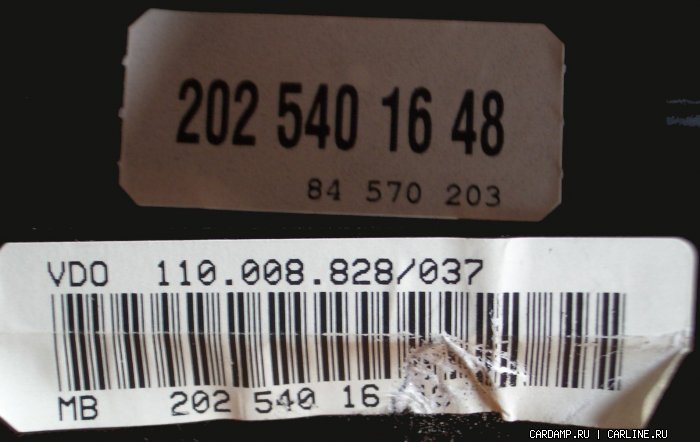 202 540 16 48
84 570 203
VDO 110.008.828/037
MB 202 540 16
CARDAMP.RU | CARLINE.RU